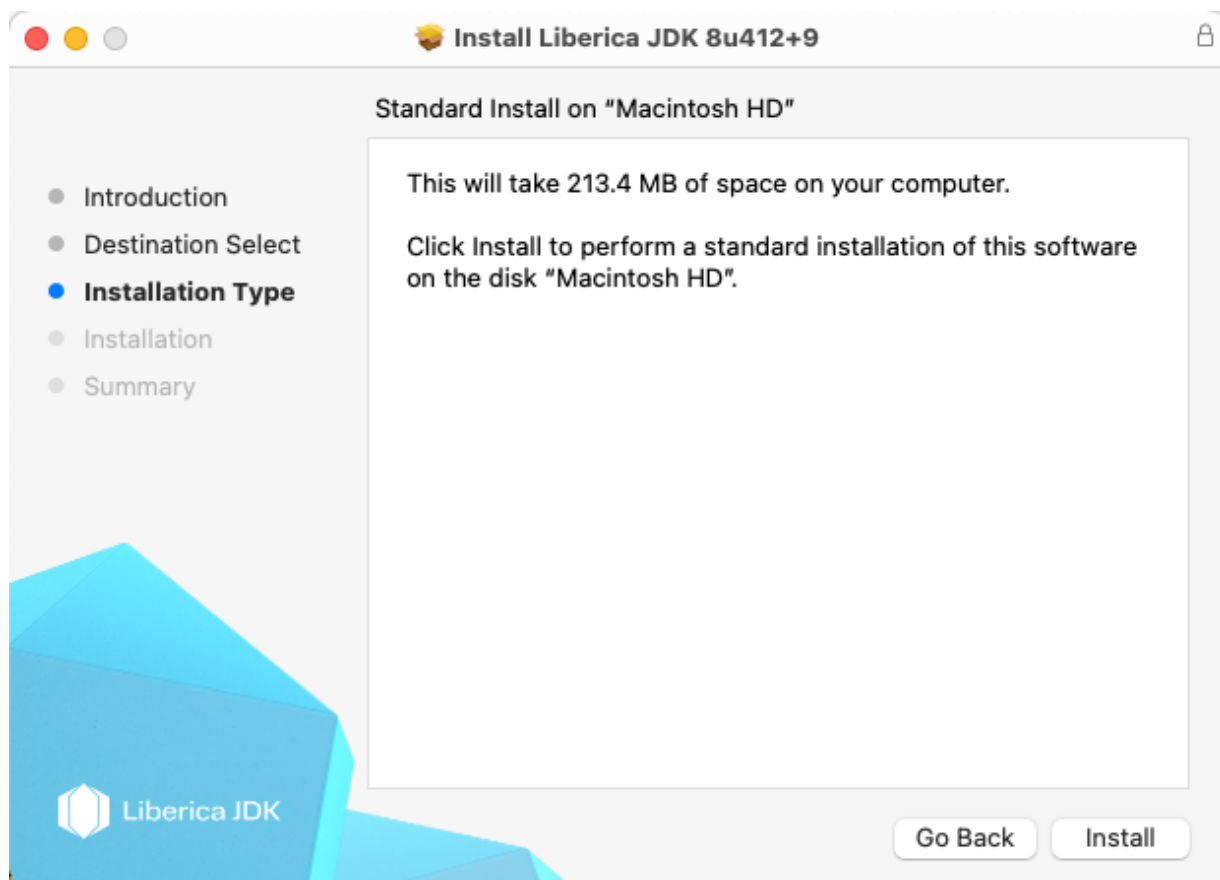 Install Liberica JDK 8u412+9
Standard Install on “Macintosh HD”
Introduction
Destination Select
Installation Type
Installation
Summary
This will take 213.4 MB of space on your computer.
Click Install to perform a standard installation of this software
on the disk “Macintosh HD”.
Liberica JDK
Go Back
Install